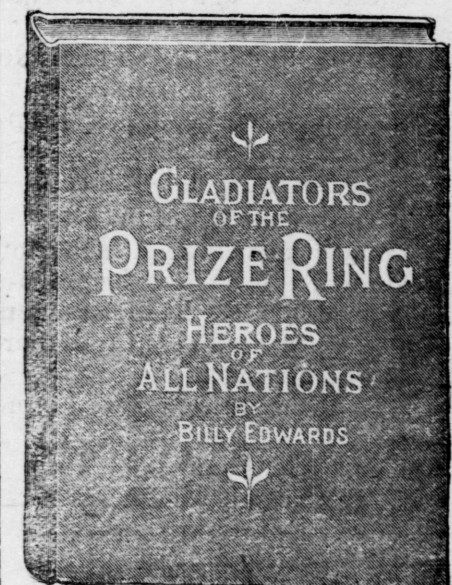 GLADIATORS
OF THE
PRIZE RING
HEROES
OF
ALL NATIONS
BY
BILLY EDWARDS